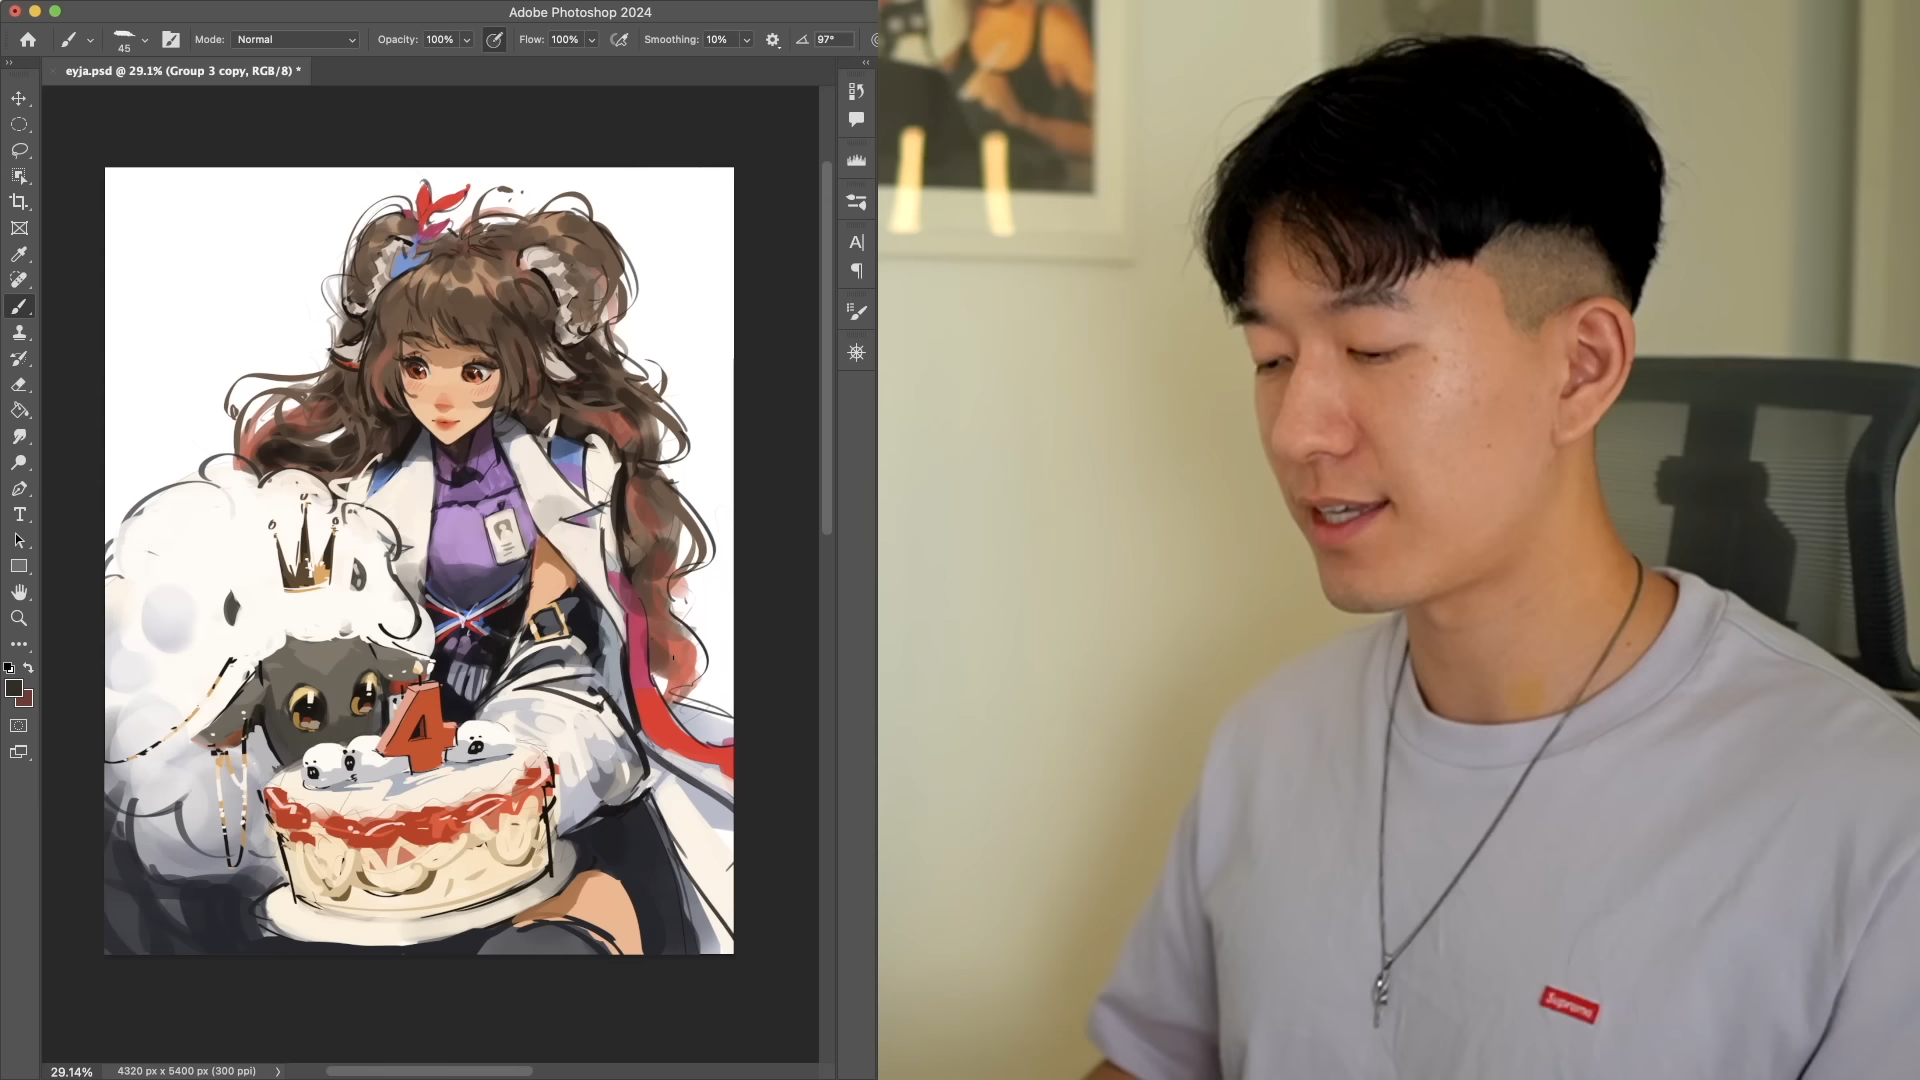 Adobe Photoshop 2024
45
Mode: Normal
Opacity: 100%
Flow: 100%
Smoothing: 10%
97°
eyja.psd @ 29.1% (Group 3 copy, RGB/8) *
4
Supreme
29.14%
4320 px x 5400 px (300 ppi)